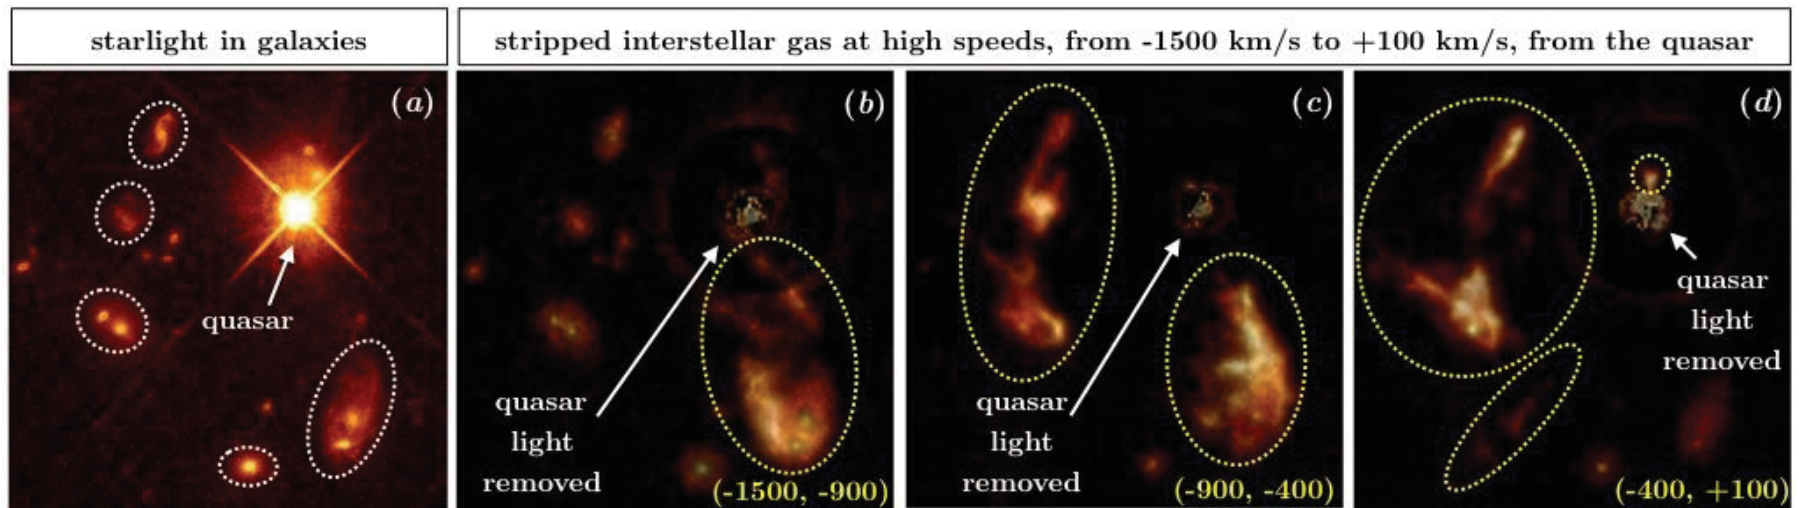 starlight in galaxies
stripped interstellar gas at high speeds, from -1500 km/s to +100 km/s, from the quasar
(a)
quasar
(b)
quasar
light
removed
(-1500, -900)
(c)
quasar
light
removed
(-900, -400)
(d)
quasar
light
removed
(-400, +100)